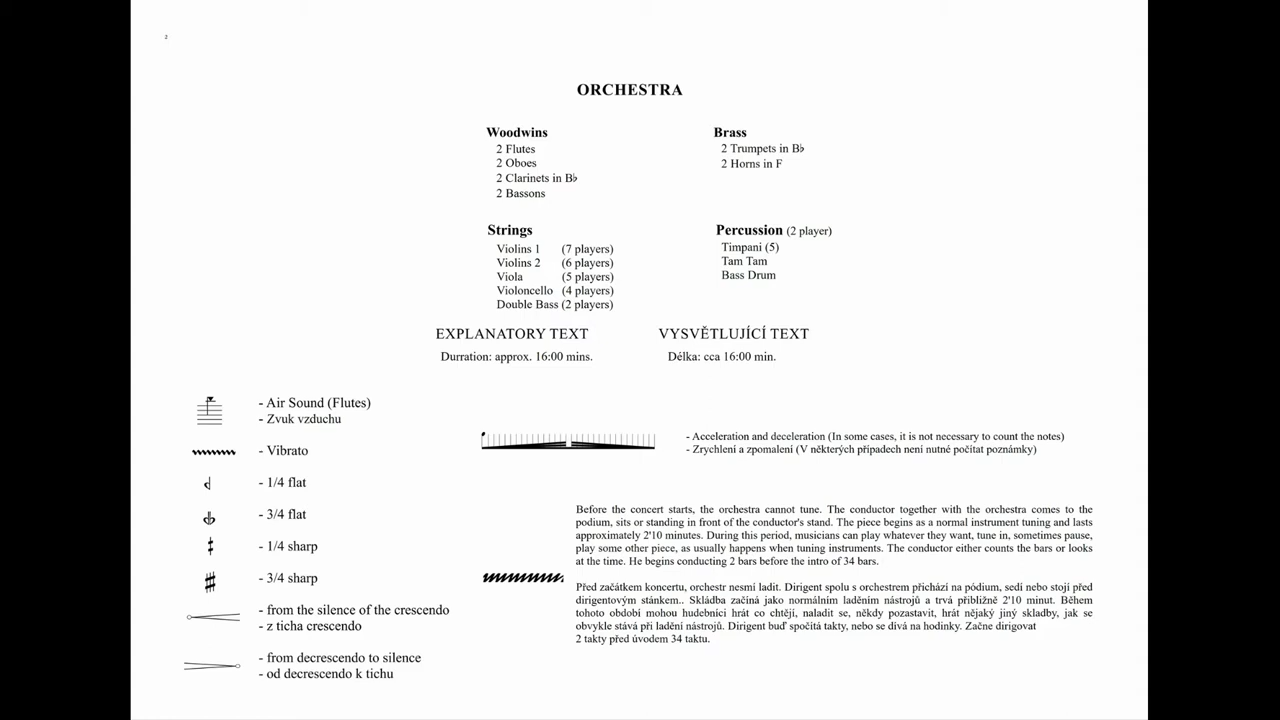 2
ORCHESTRA
Woodwins
2 Flutes
2 Oboes
2 Clarinets in B♭
2 Bassons
Brass
2 Trumpets in B♭
2 Horns in F
Strings
Violins 1 (7 players)
Violins 2 (6 players)
Viola (5 players)
Violoncello (4 players)
Double Bass (2 players)
Percussion (2 player)
Timpani (5)
Tam Tam
Bass Drum
EXPLANATORY TEXT
Durration: approx. 16:00 mins.
VYSVĚTLUJÍCÍ TEXT
Délka: cca 16:00 min.
- Air Sound (Flutes)
- Zvuk vzduchu
- Vibrato
- 1/4 flat
- 3/4 flat
- 1/4 sharp
- 3/4 sharp
- from the silence of the crescendo
- z ticha crescendo
- from decrescendo to silence
- od decrescendo k tichu
- Acceleration and deceleration (In some cases, it is not necessary to count the notes)
- Zrychlení a zpomalení (V některých případech není nutné počítat poznámky)
Before the concert starts, the orchestra cannot tune. The conductor together with the orchestra comes to the
podium, sits or standing in front of the conductor's stand. The piece begins as a normal instrument tuning and lasts
approximately 2'10 minutes. During this period, musicians can play whatever they want, tune in, sometimes pause,
play some other piece, as usually happens when tuning instruments. The conductor either counts the bars or looks
at the time. He begins conducting 2 bars before the intro of 34 bars.
Před začátkem koncertu, orchestr nesmí ladit. Dirigent spolu s orchestrem přichází na pódium, sedí nebo stojí před
dirigentovým stánkem.. Skládba začíná jako normálním laděním nástrojů a trvá přibližně 2'10 minut. Během
tohoto období mohou hudebníci hrát co chtějí, naladit se, někdy pozastavit, hrát nějaký jiný skladby, jak se
obvykle stává při ladění nástrojů. Dirigent buď spočítá takty, nebo se dívá na hodinky. Začne dirigovat
2 takty před úvodem 34 taktu.